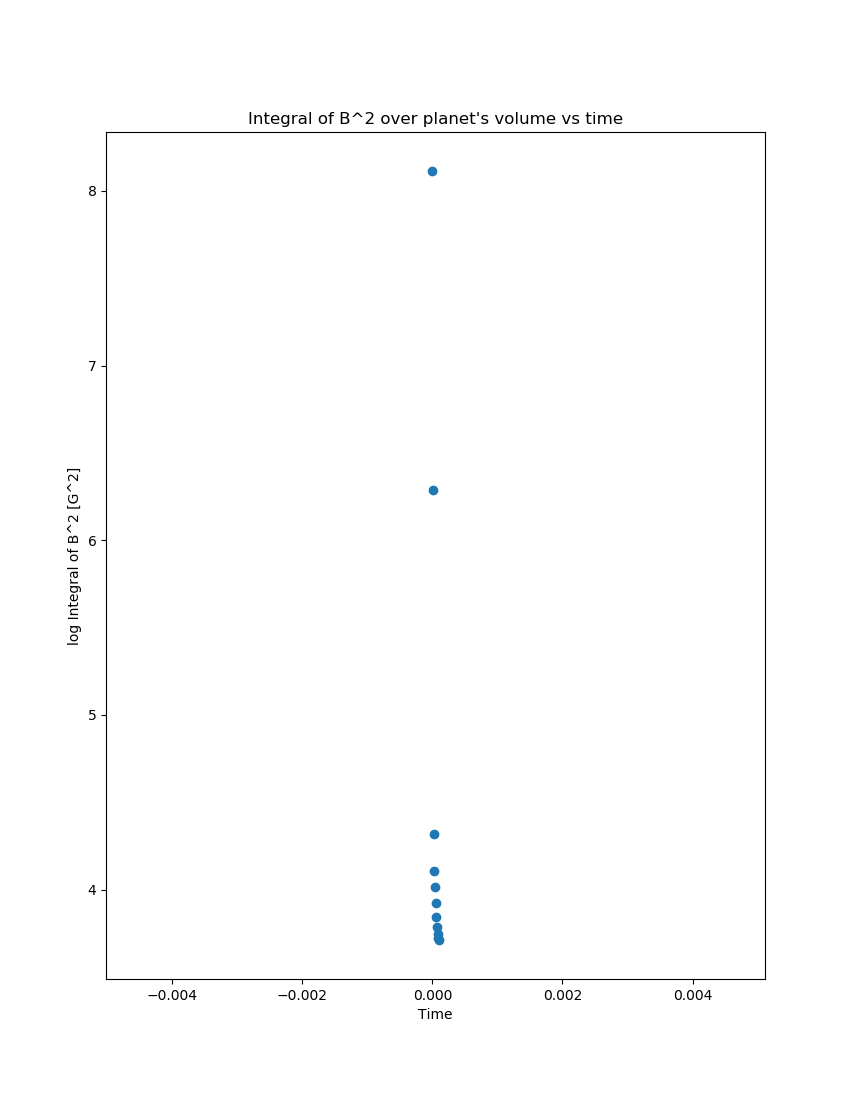 Integral of B^2 over planet's volume vs time
log Integral of B^2 [G^2]
8
7
6
5
4
−0.004 −0.002 0.000 0.002 0.004
Time